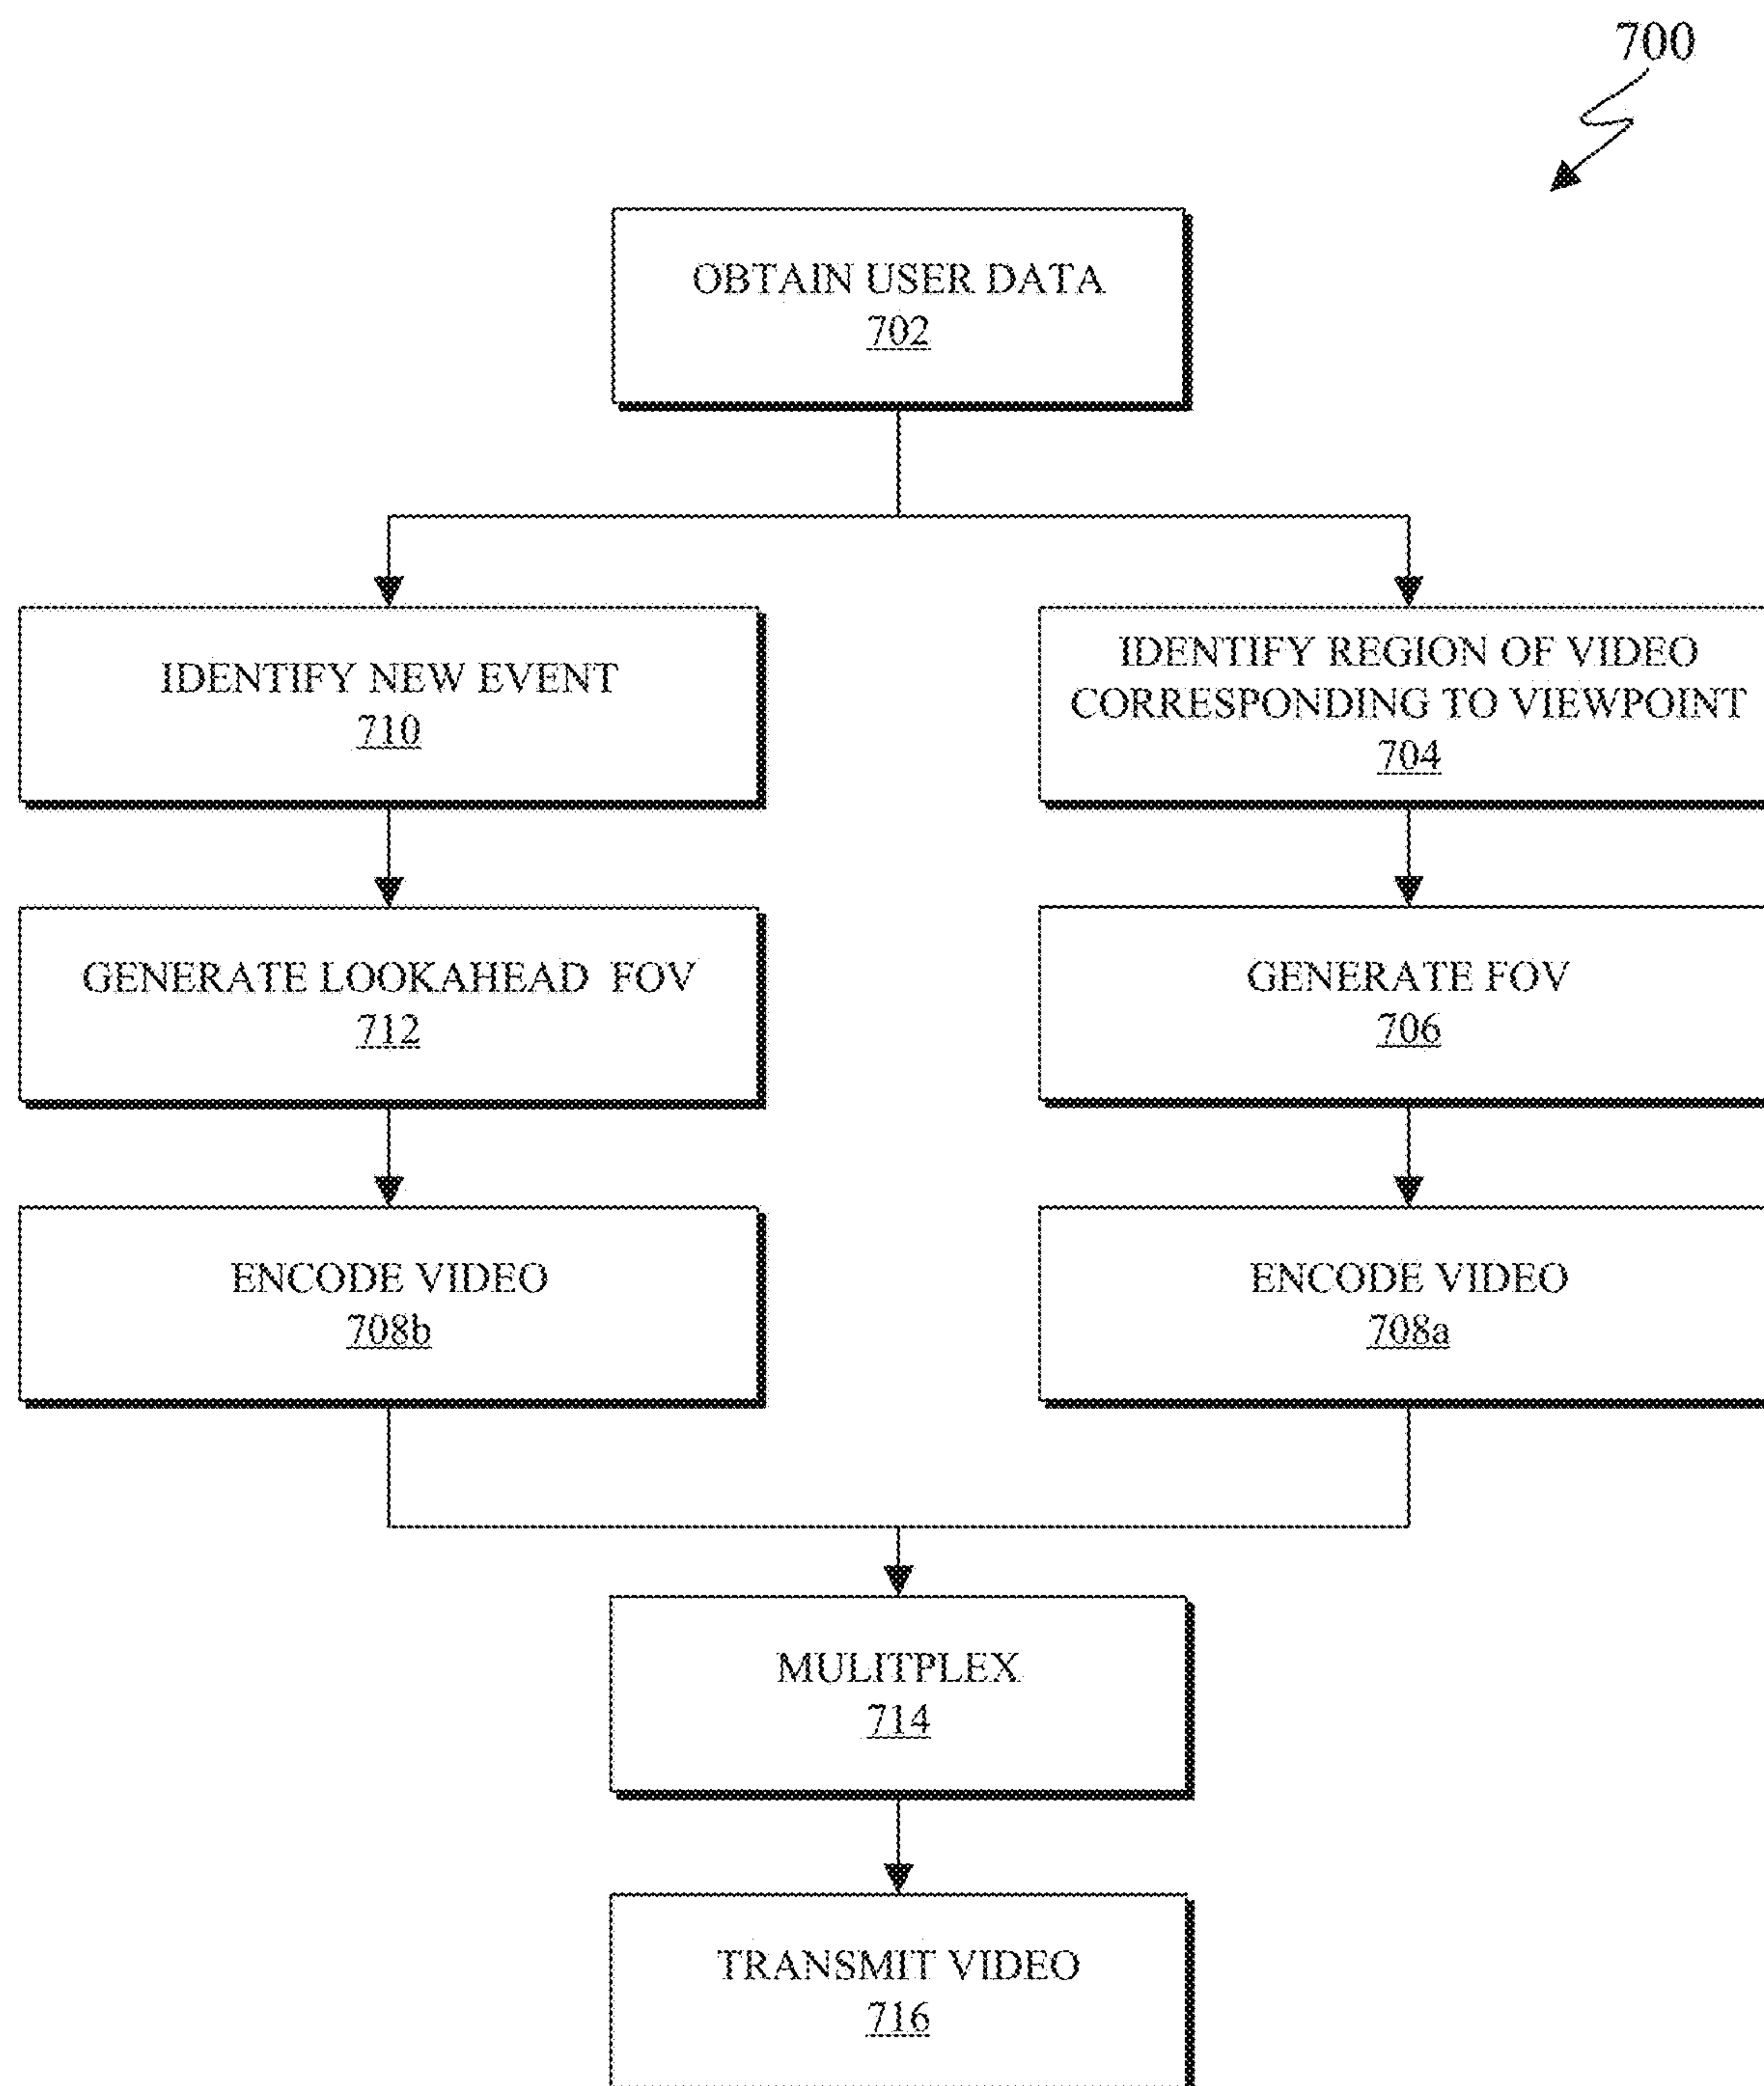 700
OBTAIN USER DATA
702
IDENTIFY NEW EVENT
710
IDENTIFY REGION OF VIDEO
CORRESPONDING TO VIEWPOINT
704
GENERATE LOOKAHEAD FOV
712
GENERATE FOV
706
ENCODE VIDEO
708b
ENCODE VIDEO
708a
MULITPLEX
714
TRANSMIT VIDEO
716